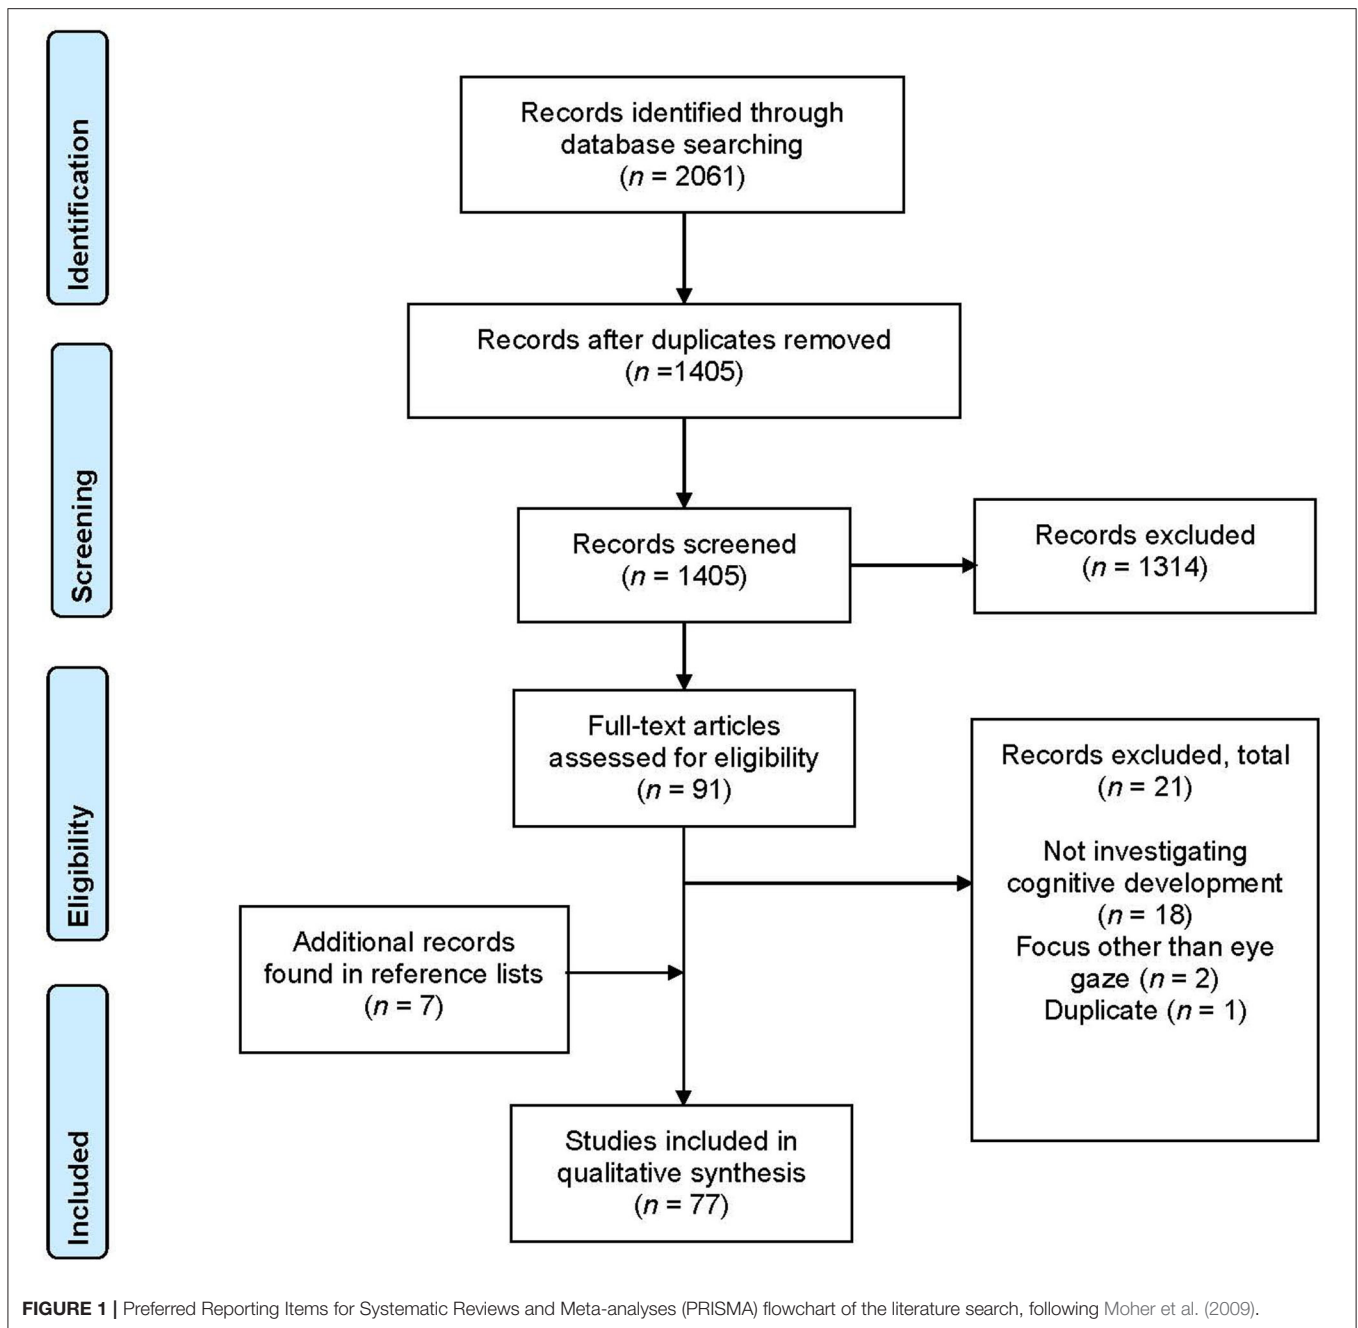 Identification
Records identified through
database searching
(n = 2061)
Records after duplicates removed
(n =1405)
Screening
Records screened
(n = 1405)
Records excluded
(n = 1314)
Eligibility
Full-text articles
assessed for eligibility
(n = 91)
Records excluded, total
(n = 21)
Not investigating
cognitive development
(n = 18)
Focus other than eye
gaze (n = 2)
Duplicate (n = 1)
Additional records
found in reference lists
(n = 7)
Included
Studies included in
qualitative synthesis
(n = 77)
FIGURE 1 | Preferred Reporting Items for Systematic Reviews and Meta-analyses (PRISMA) flowchart of the literature search, following Moher et al. (2009).